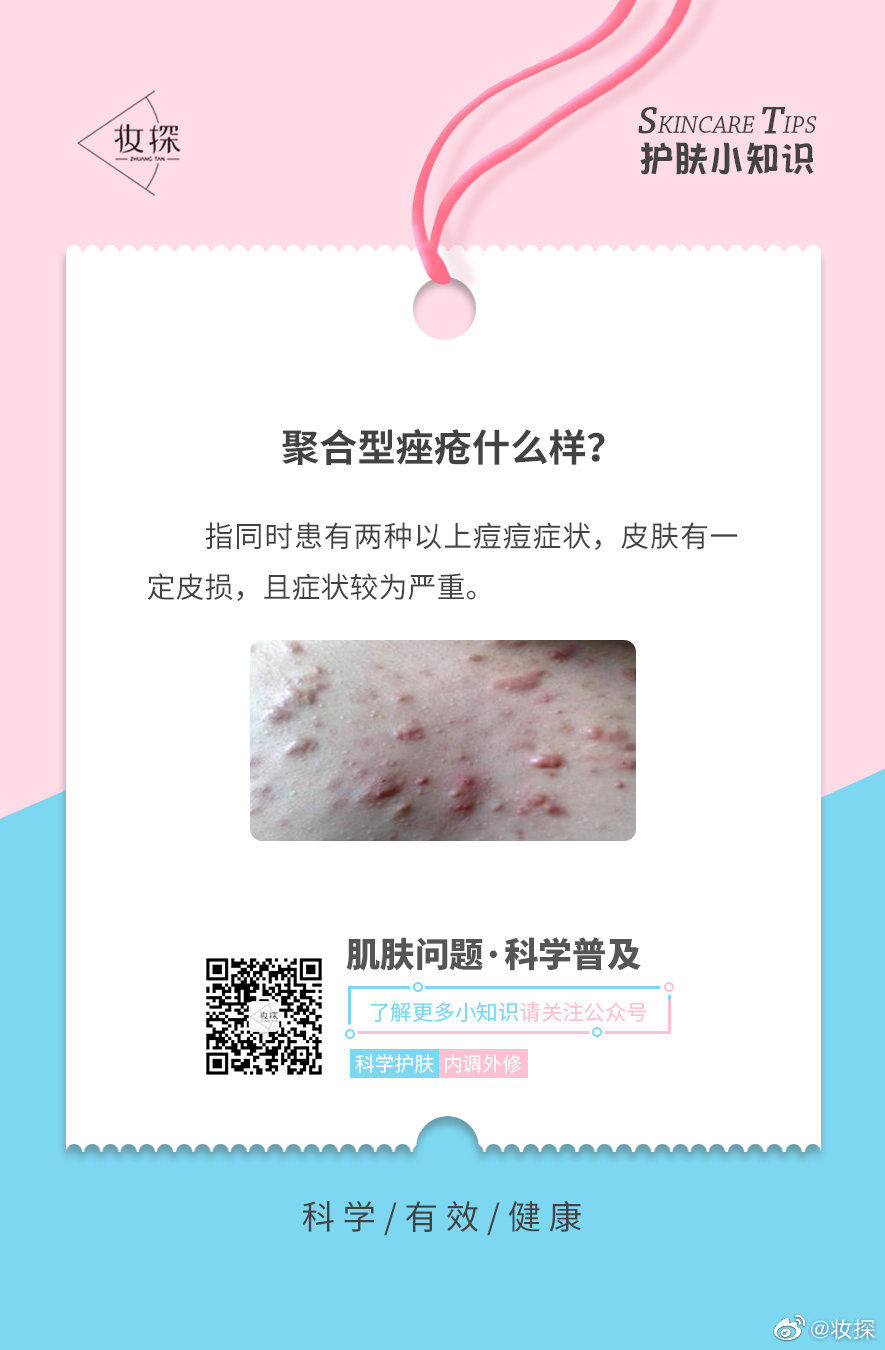 妆探
ZHUANG TAN
SKINCARE TIPS
护肤小知识
聚合型痤疮什么样？
指同时患有两种以上痘痘症状，皮肤有一
定皮损，且症状较为严重。
肌肤问题·科学普及
妆探
了解更多小知识请关注公众号
科学护肤 内调外修
科学/有效/健康
@妆探